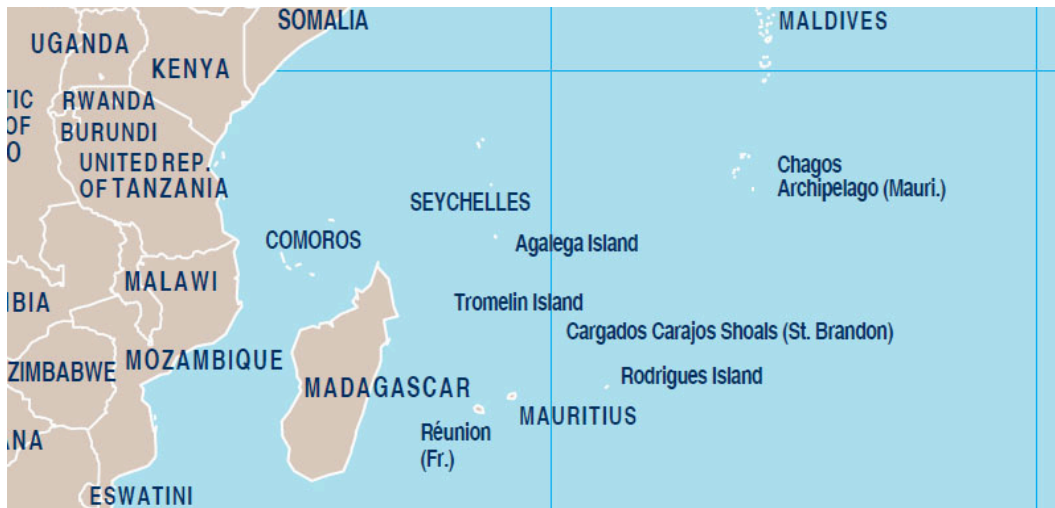 SOMALIA
MALDIVES
UGANDA
KENYA
TIC
OF
O
RWANDA
BURUNDI
UNITED REP.
OF TANZANIA
Chagos
Archipelago (Mauri.)
SEYCHELLES
COMOROS
Agalega Island
MALAWI
IBIA
Tromelin Island
Cargados Carajos Shoals (St. Brandon)
ZIMBABWE
MOZAMBIQUE
MADAGASCAR
Rodrigues Island
MAURITIUS
Réunion
(Fr.)
ANA
ESWATINI